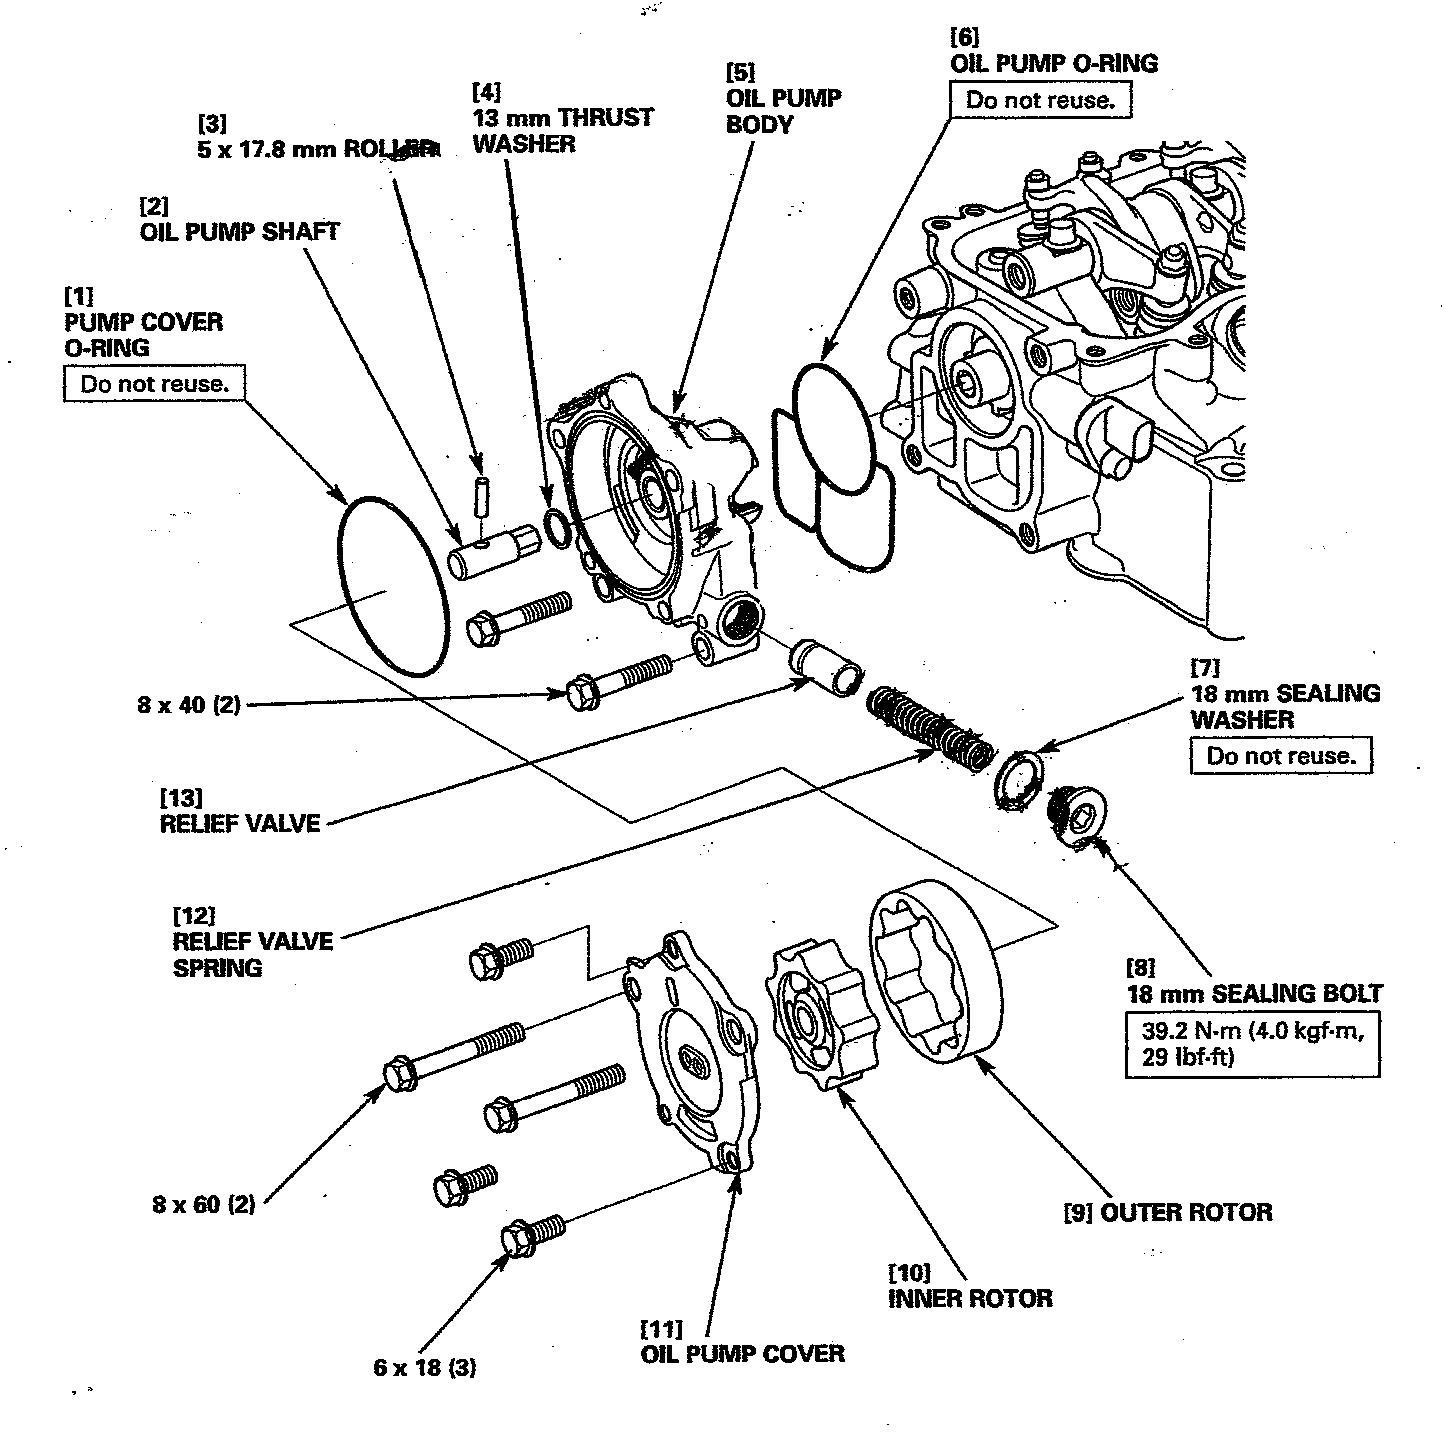 [6]
OIL PUMP O-RING
Do not reuse.
[5]
OIL PUMP
BODY
[4]
13 mm THRUST
WASHER
[3]
5 x 17.8 mm ROLLER
[2]
OIL PUMP SHAFT
[1]
PUMP COVER
O-RING
Do not reuse.
8 x 40 (2)
[7]
18 mm SEALING
WASHER
Do not reuse.
[13]
RELIEF VALVE
[12]
RELIEF VALVE
SPRING
[8]
18 mm SEALING BOLT
39.2 N·m (4.0 kgf·m,
29 lbf·ft)
8 x 60 (2)
[9] OUTER ROTOR
[10]
INNER ROTOR
[11]
OIL PUMP COVER
6 x 18 (3)